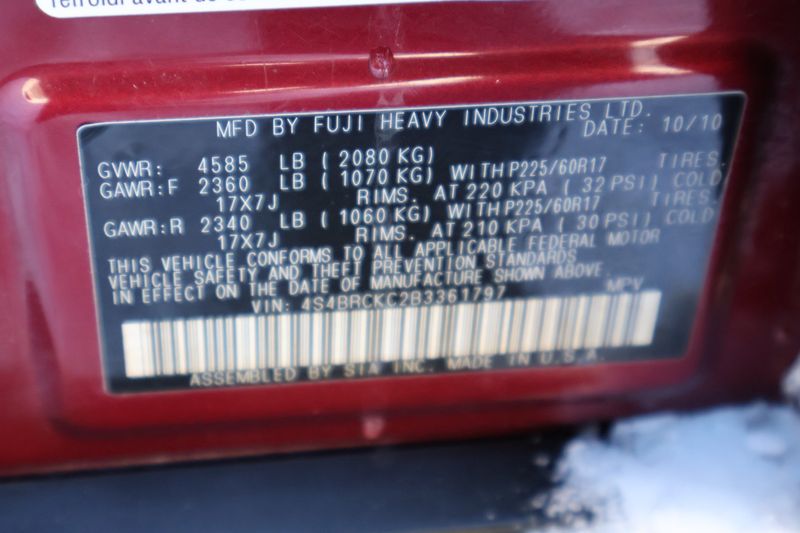 refroidi avant de
MFD BY FUJI HEAVY INDUSTRIES LTD.
DATE: 10/10
GVWR: 4585 LB ( 2080 KG)
GAWR:F 2360 LB ( 1070 KG) WITH P225/60R17 TIRES.
17X7J RIMS. AT 220 KPA ( 32 PSI) COLD
GAWR:R 2340 LB ( 1060 KG) WITH P225/60R17 TIRES.
17X7J RIMS. AT 210 KPA ( 30 PSI) COLD
THIS VEHICLE CONFORMS TO ALL APPLICABLE FEDERAL MOTOR
VEHICLE SAFETY AND THEFT PREVENTION STANDARDS
IN EFFECT ON THE DATE OF MANUFACTURE SHOWN ABOVE.
VIN: 4S4BRCKC2B3361797 MPV
ASSEMBLED BY SIA INC. MADE IN U.S.A.